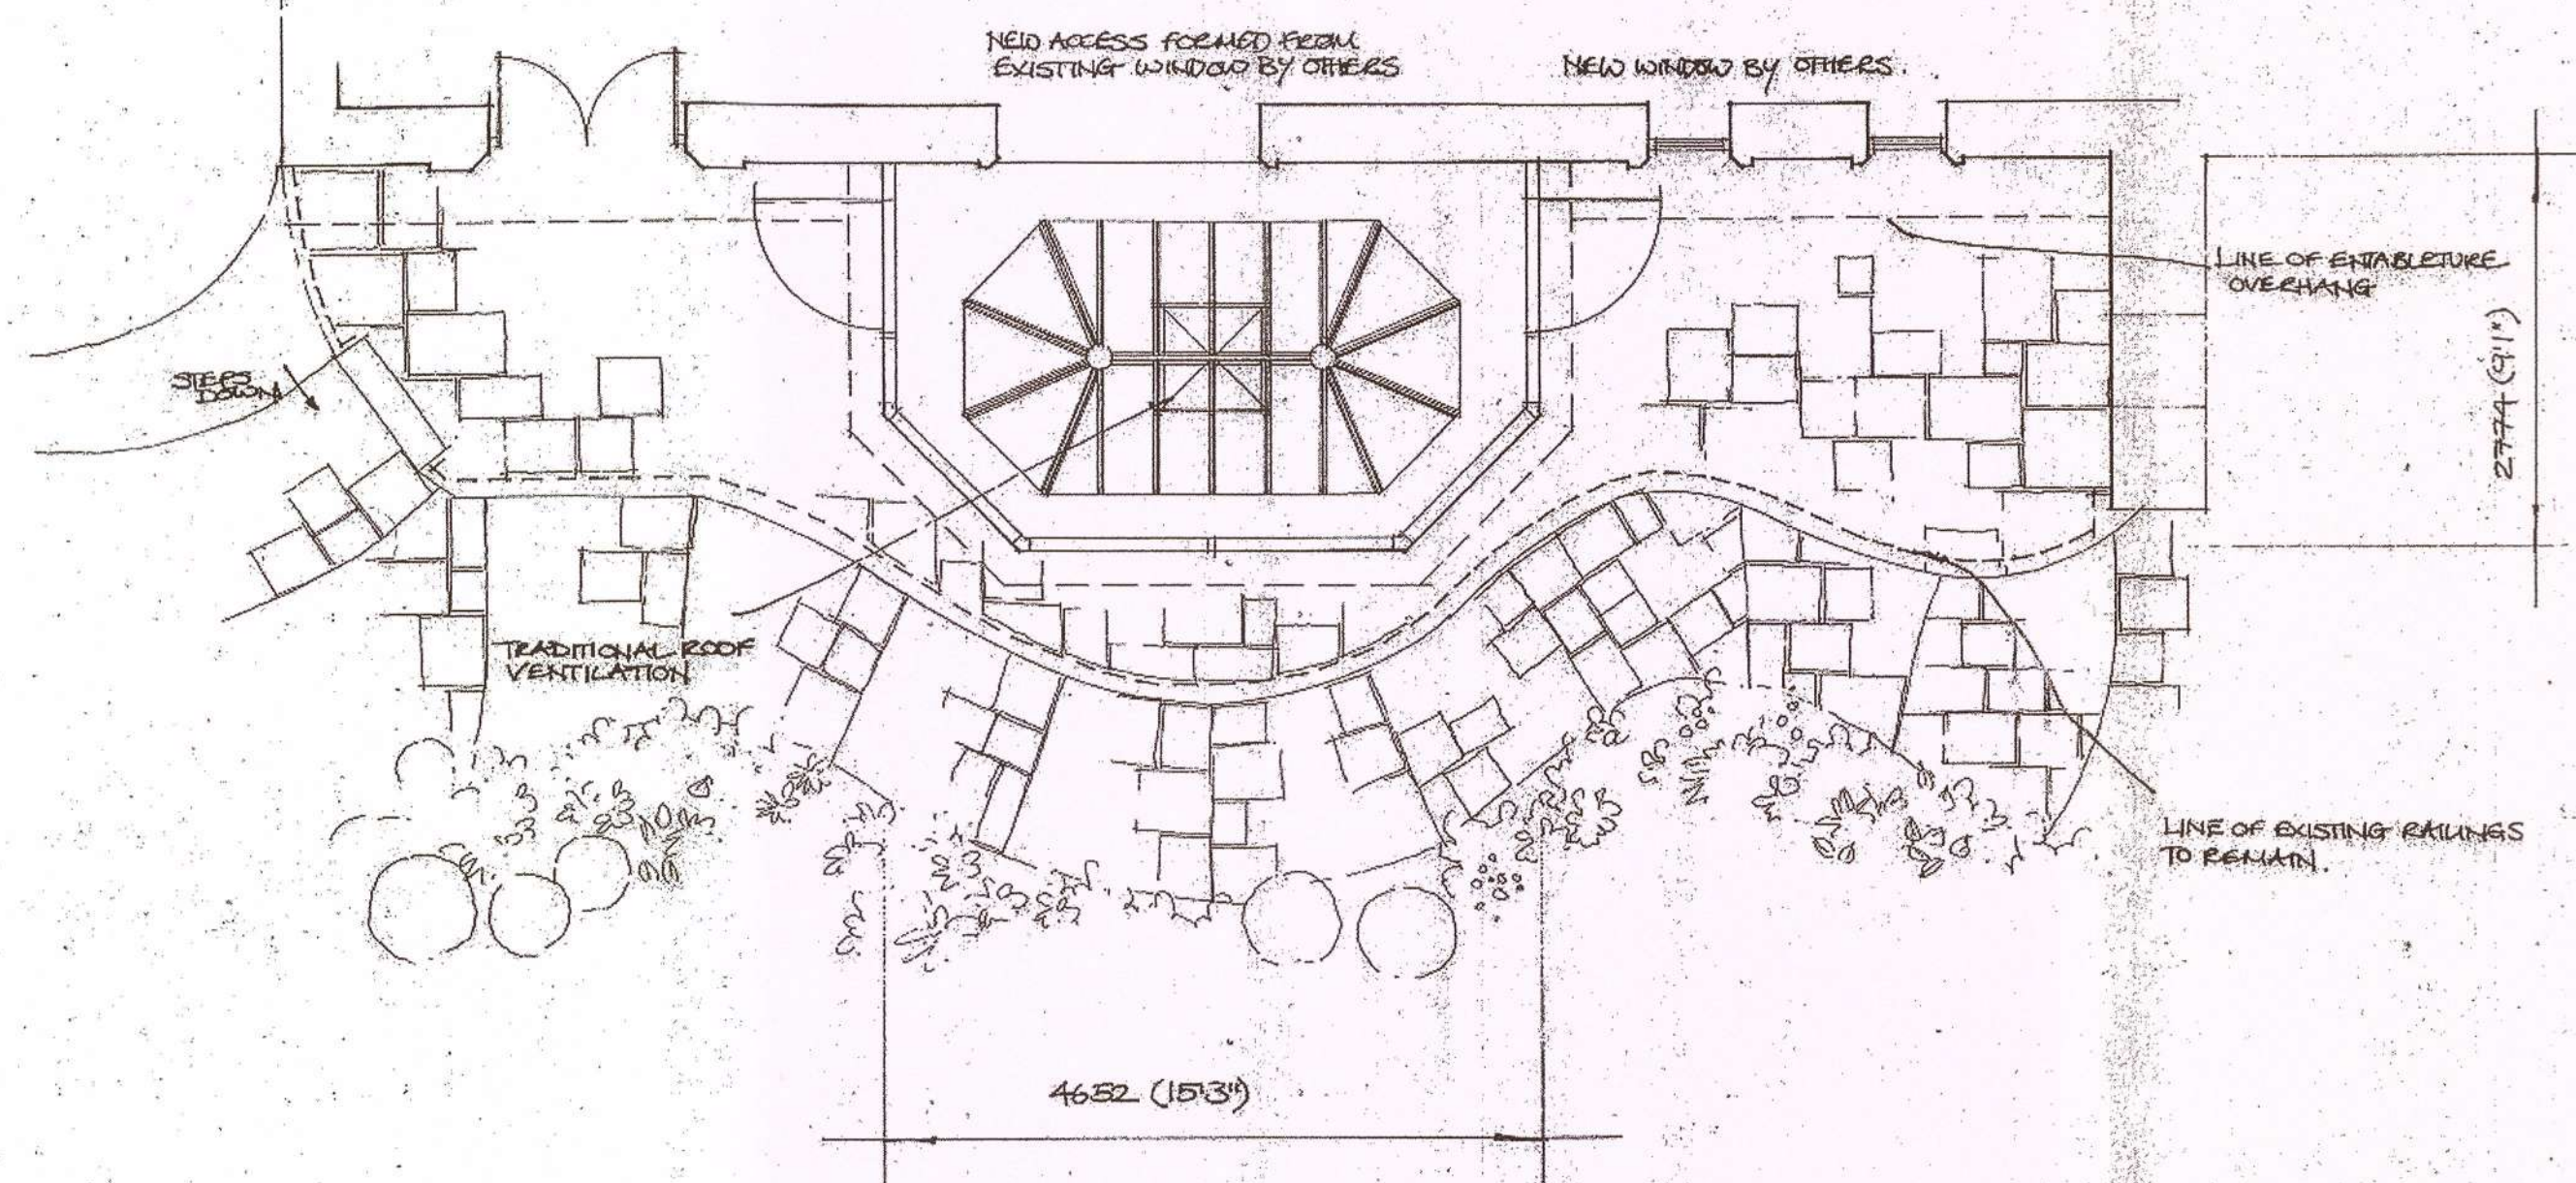 NEW ACCESS FORMED FROM
EXISTING WINDOW BY OTHERS
NEW WINDOW BY OTHERS.
LINE OF ENTABLETURE
OVERHANG
2774 (9'1")
STEPS
DOWN
TRADITIONAL ROOF
VENTILATION
LINE OF EXISTING RAILINGS
TO REMAIN.
4652 (15'3")